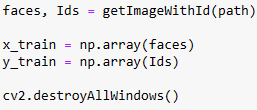 faces, Ids = getImageWithId(path)
x_train = np.array(faces)
y_train = np.array(Ids)
cv2.destroyAllWindows()